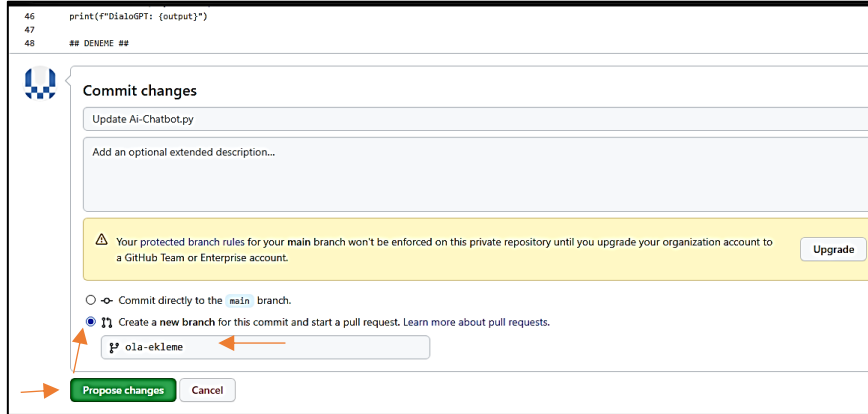 46 print(f"DialoGPT: {output}")
47
48 ## DENEME ##
Commit changes
Update Ai-Chatbot.py
Add an optional extended description...
Your protected branch rules for your main branch won't be enforced on this private repository until you upgrade your organization account to
a GitHub Team or Enterprise account.
Upgrade
Commit directly to the main branch.
Create a new branch for this commit and start a pull request. Learn more about pull requests.
ola-ekleme
Propose changes Cancel